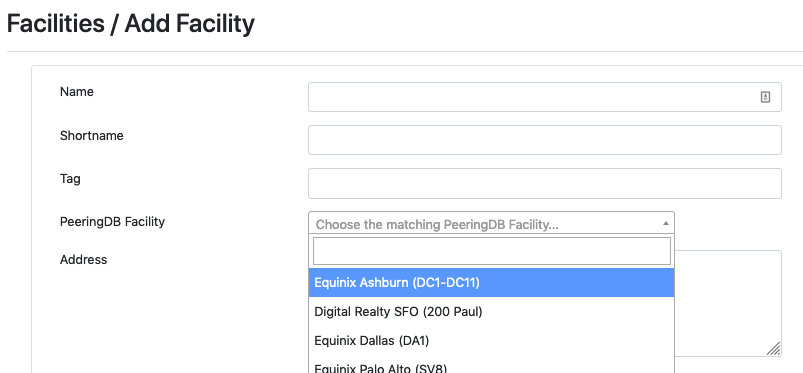 Facilities / Add Facility
Name
Shortname
Tag
PeeringDB Facility
Choose the matching PeeringDB Facility...
Address
Equinix Ashburn (DC1-DC11)
Digital Realty SFO (200 Paul)
Equinix Dallas (DA1)
Equinix Palo Alto (SV8)